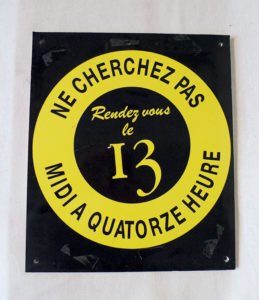 NE CHERCHEZ PAS
Rendez vous
le
13
MIDI A QUATORZE HEURE